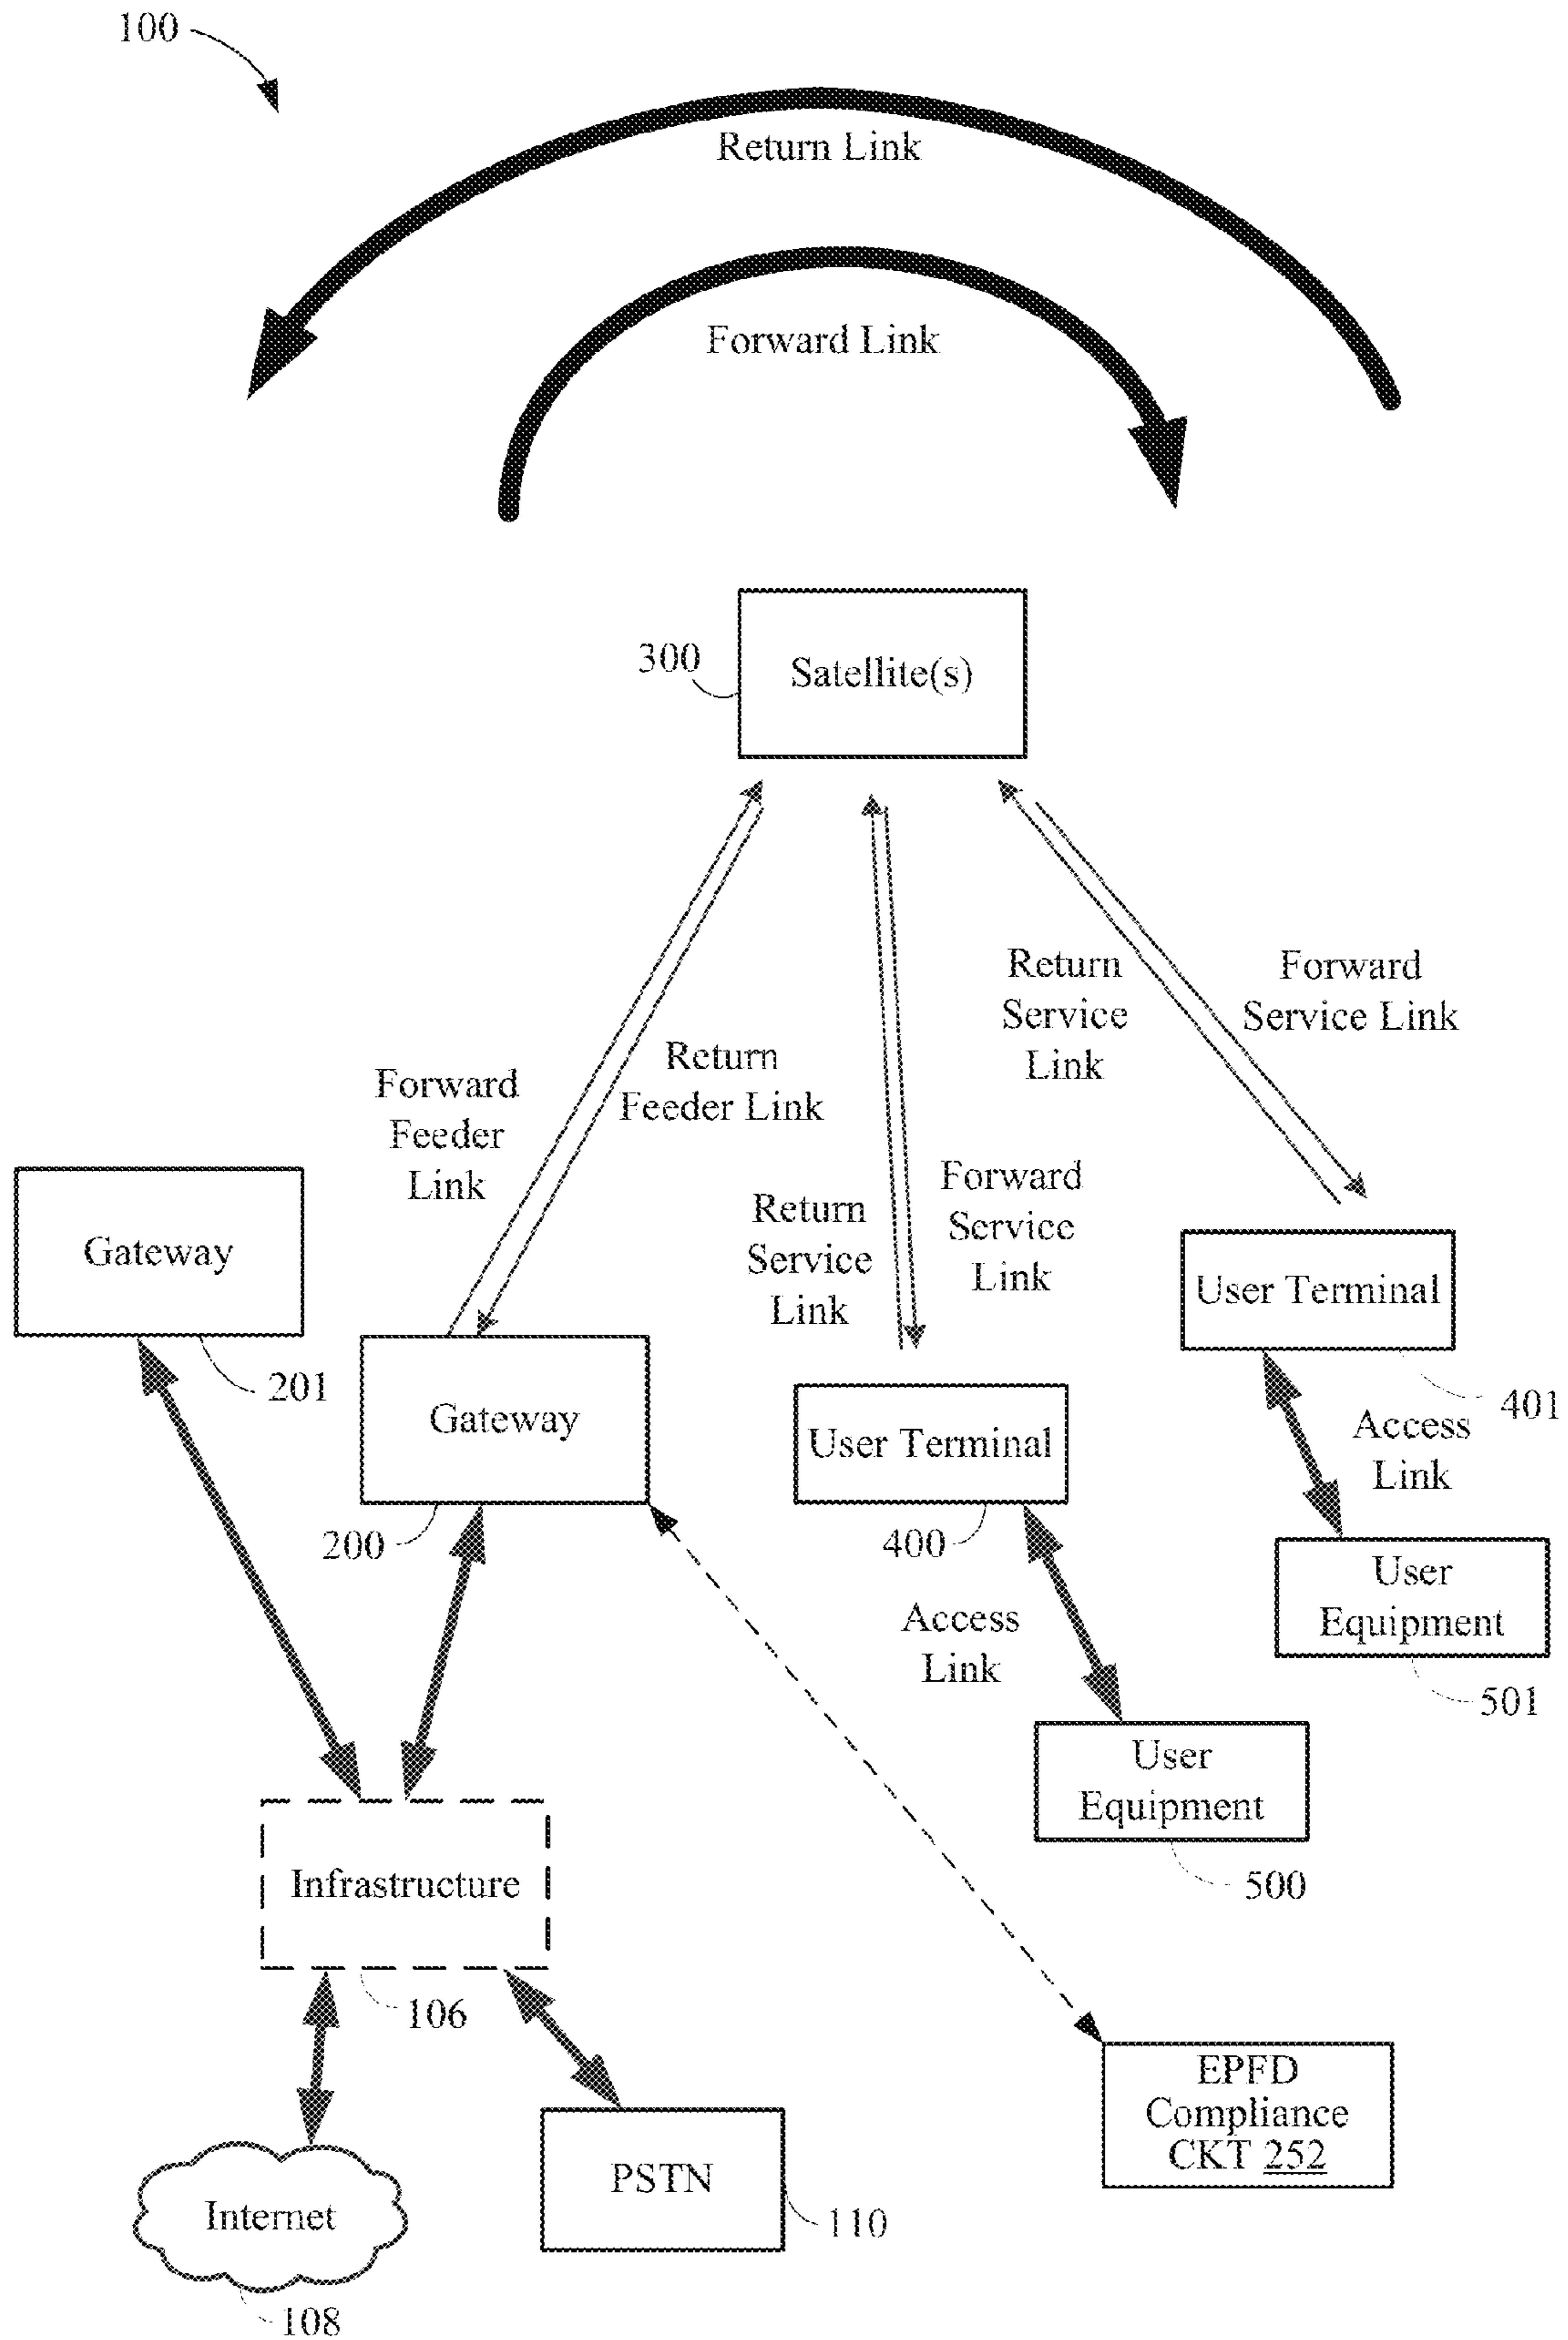 100
Return Link
Forward Link
300
Satellite(s)
Return
Service
Link
Forward
Service Link
Forward
Feeder
Link
Return
Feeder Link
Return
Service
Link
Forward
Service
Link
Gateway
201
Gateway
200
User Terminal
400
User Terminal
401
Access
Link
User
Equipment
501
Access
Link
User
Equipment
500
Infrastructure
106
EPFD
Compliance
CKT 252
PSTN
110
Internet
108